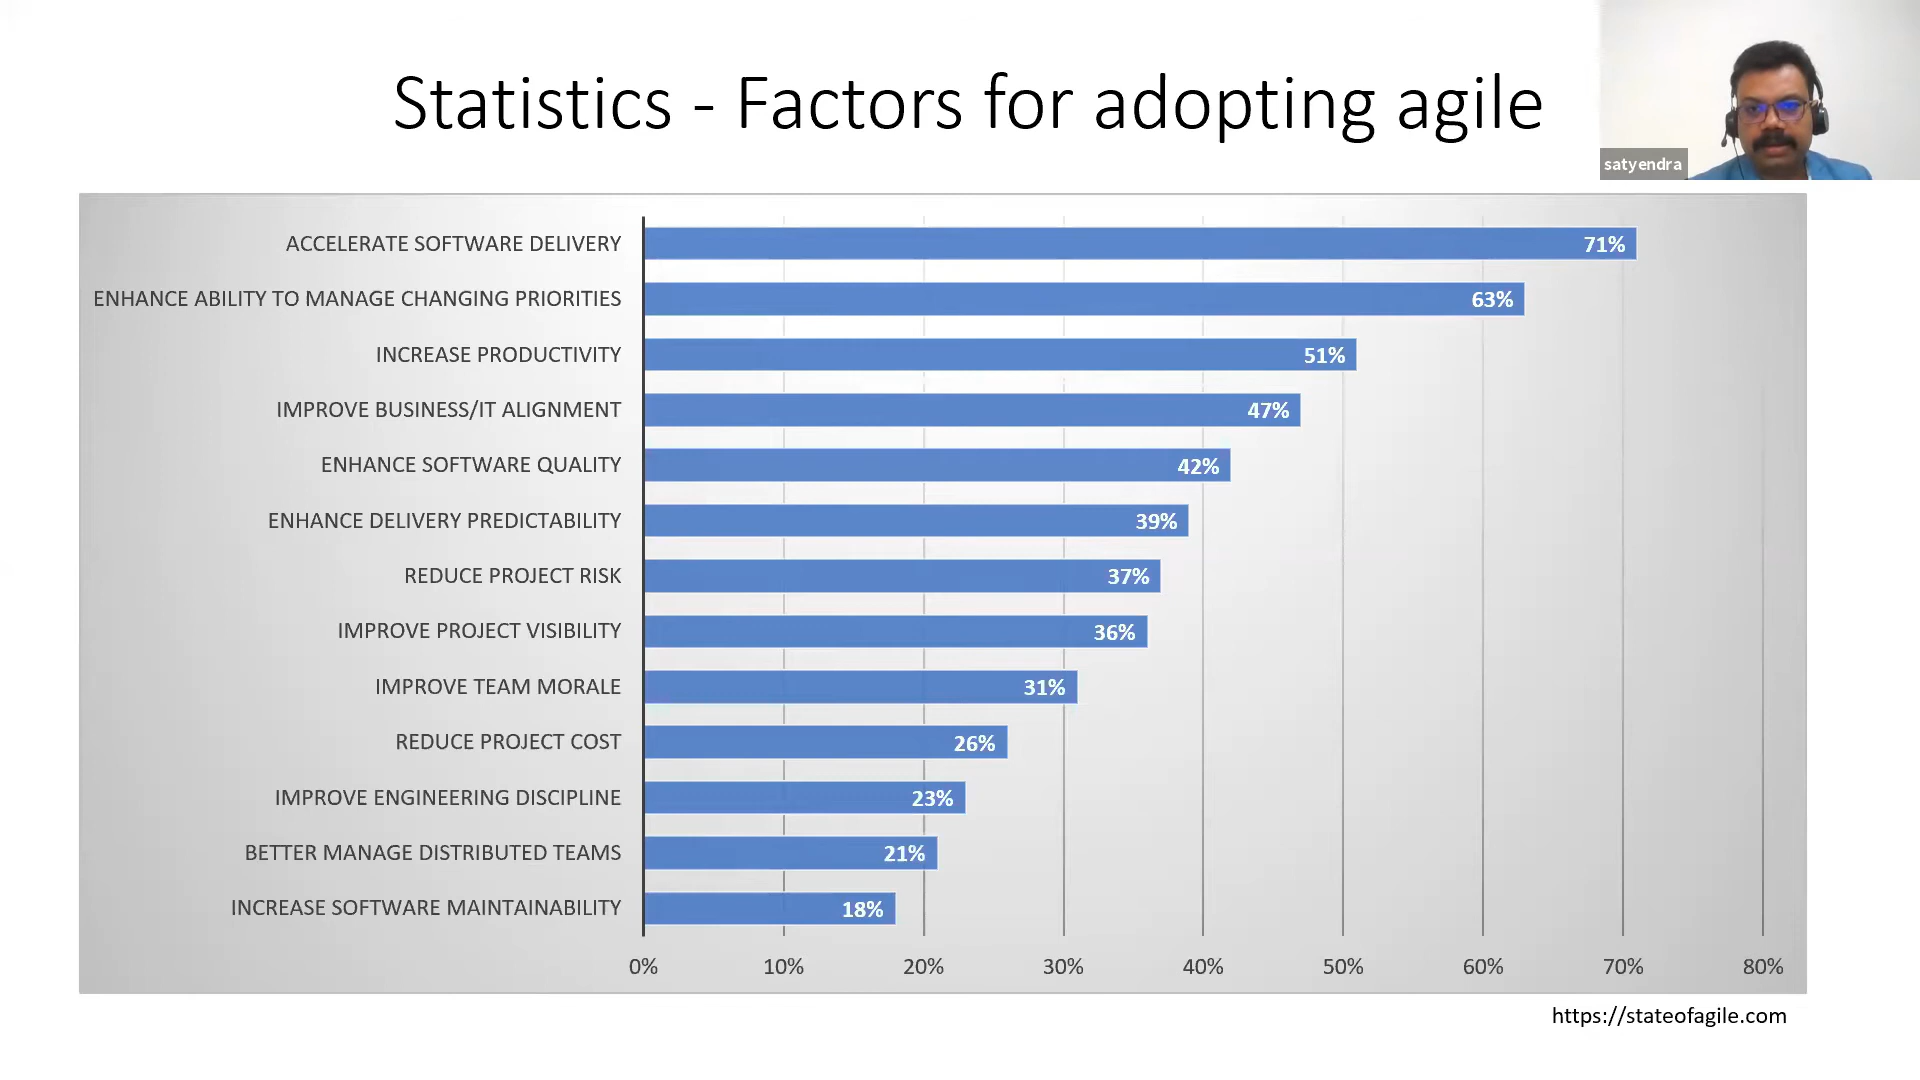 Statistics - Factors for adopting agile
satyendra
ACCELERATE SOFTWARE DELIVERY 71%
ENHANCE ABILITY TO MANAGE CHANGING PRIORITIES 63%
INCREASE PRODUCTIVITY 51%
IMPROVE BUSINESS/IT ALIGNMENT 47%
ENHANCE SOFTWARE QUALITY 42%
ENHANCE DELIVERY PREDICTABILITY 39%
REDUCE PROJECT RISK 37%
IMPROVE PROJECT VISIBILITY 36%
IMPROVE TEAM MORALE 31%
REDUCE PROJECT COST 26%
IMPROVE ENGINEERING DISCIPLINE 23%
BETTER MANAGE DISTRIBUTED TEAMS 21%
INCREASE SOFTWARE MAINTAINABILITY 18%
0% 10% 20% 30% 40% 50% 60% 70% 80%
https://stateofagile.com